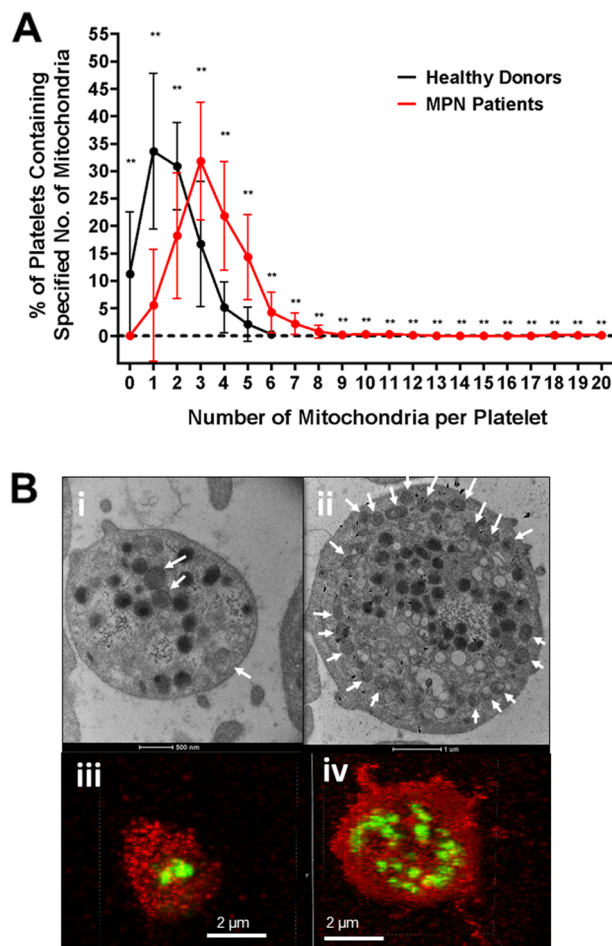 A
** ** ** ** ** ** ** ** ** ** ** ** ** ** ** ** ** ** ** ** **
Healthy Donors
MPN Patients
% of Platelets Containing
Specified No. of Mitochondria
55
50
45
40
35
30
25
20
15
10
5
0
0 1 2 3 4 5 6 7 8 9 10 11 12 13 14 15 16 17 18 19 20
Number of Mitochondria per Platelet
B
i
ii
500 nm
1 um
iii
iv
2 µm
2 µm